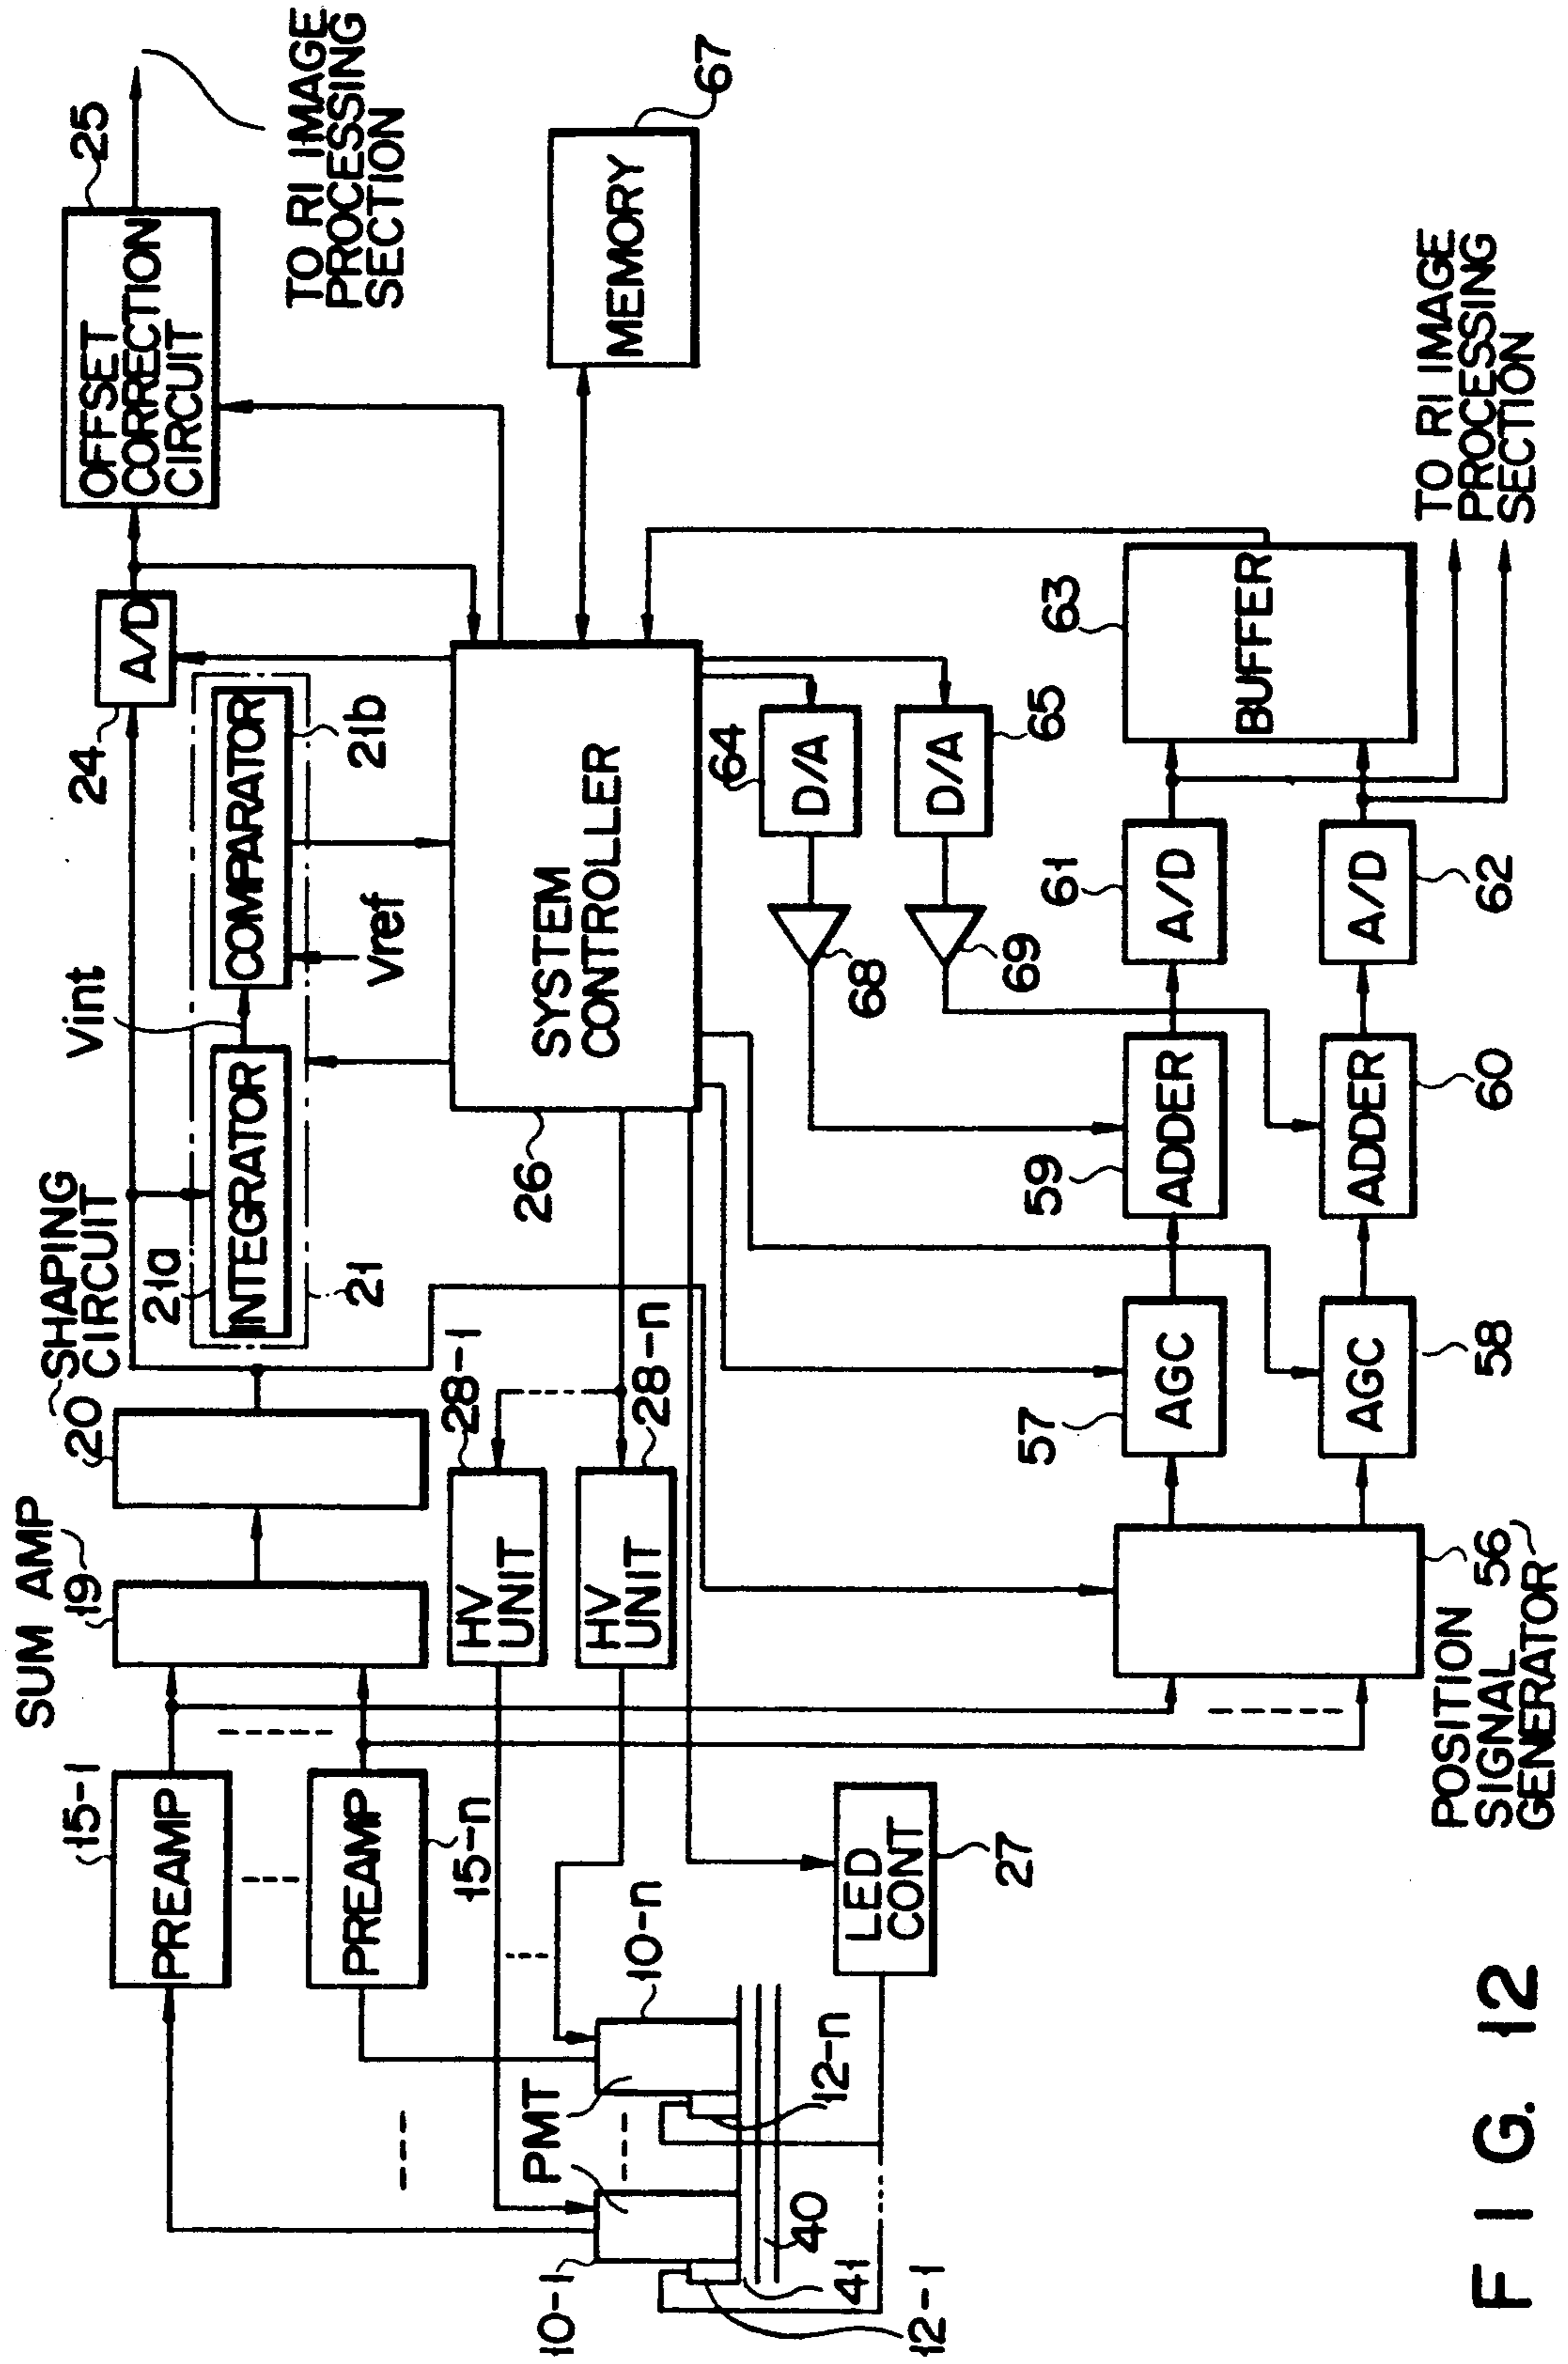 SUM AMP
19
SHAPING
CIRCUIT
20
15-1
PREAMP
PREAMP
15-n
Vint
21a
INTEGRATOR
COMPARATOR
21b
21
Vref
24
A/D
OFFSET
CORRECTION
CIRCUIT
25
TO RI IMAGE
PROCESSING
SECTION
28-1
HV
UNIT
28-n
HV
UNIT
26
SYSTEM
CONTROLLER
MEMORY
67
10-1
PMT
10-n
12-n
40
41
12-1
LED
CONT
27
64
D/A
D/A
65
68
69
57
AGC
59
ADDER
61
A/D
63
BUFFER
AGC
58
ADDER
60
A/D
62
TO RI IMAGE
PROCESSING
SECTION
POSITION
SIGNAL
GENERATOR
56
FIG. 12